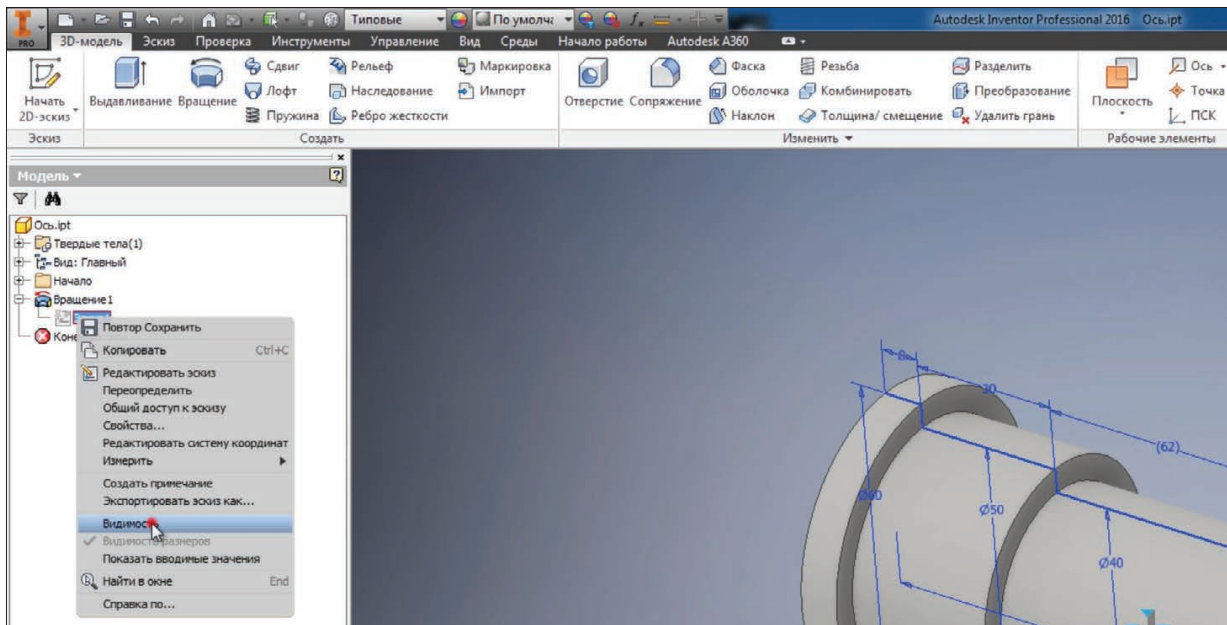 Типовые По умолч Autodesk Inventor Professional 2016 Ось.ipt
PRO 3D-модель Эскиз Проверка Инструменты Управление Вид Среды Начало работы Autodesk A360
Сдвиг Рельеф Маркировка Фаска Резьба Разделить Ось
Лофт Наследование Импорт Оболочка Комбинировать Преобразование Точка
Начать 2D-эскиз Выдавливание Вращение Отверстие Сопряжение Плоскость
Пружина Ребро жесткости Наклон Толщина/ смещение Удалить грань ПСК
Эскиз Создать Изменить Рабочие элементы
Модель
Ось.ipt
Твердые тела(1)
Вид: Главный
Начало
Вращение1
Повтор Сохранить
Копировать Ctrl+C
Редактировать эскиз
Переопределить
Общий доступ к эскизу
Свойства...
Редактировать систему координат
Измерить
Создать примечание
Экспортировать эскиз как...
Видимость
Видимость размеров
Показать вводимые значения
Найти в окне End
Справка по...
8
30
(62)
Ø60
Ø50
Ø40